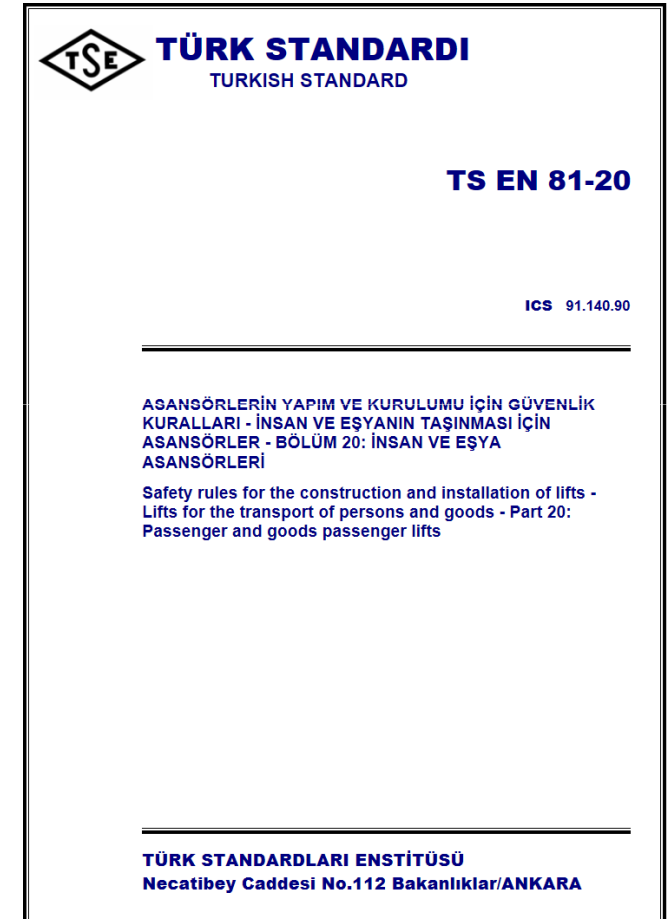 TSE
TÜRK STANDARDI
TURKISH STANDARD
TS EN 81-20
ICS 91.140.90
ASANSÖRLERİN YAPIM VE KURULUMU İÇİN GÜVENLİK
KURALLARI - İNSAN VE EŞYANIN TAŞINMASI İÇİN
ASANSÖRLER - BÖLÜM 20: İNSAN VE EŞYA
ASANSÖRLERİ
Safety rules for the construction and installation of lifts -
Lifts for the transport of persons and goods - Part 20:
Passenger and goods passenger lifts
TÜRK STANDARDLARI ENSTİTÜSÜ
Necatibey Caddesi No.112 Bakanlıklar/ANKARA